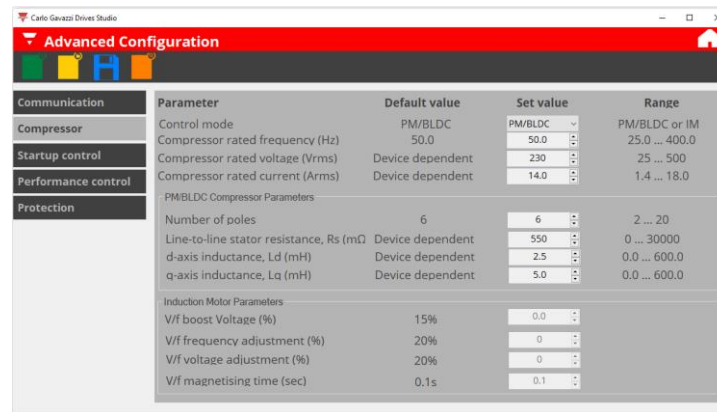 Carlo Gavazzi Drives Studio
Advanced Configuration
Communication
Compressor
Startup control
Performance control
Protection
Parameter Default value Set value Range
Control mode PM/BLDC PM/BLDC PM/BLDC or IM
Compressor rated frequency (Hz) 50.0 50.0 25.0 ... 400.0
Compressor rated voltage (Vrms) Device dependent 230 25 ... 500
Compressor rated current (Arms) Device dependent 14.0 1.4 ... 18.0
PM/BLDC Compressor Parameters
Number of poles 6 6 2 ... 20
Line-to-line stator resistance, Rs (mΩ Device dependent 550 0 ... 30000
d-axis inductance, Ld (mH) Device dependent 2.5 0.0 ... 600.0
q-axis inductance, Lq (mH) Device dependent 5.0 0.0 ... 600.0
Induction Motor Parameters
V/f boost Voltage (%) 15% 0.0
V/f frequency adjustment (%) 20% 0
V/f voltage adjustment (%) 20% 0
V/f magnetising time (sec) 0.1s 0.1